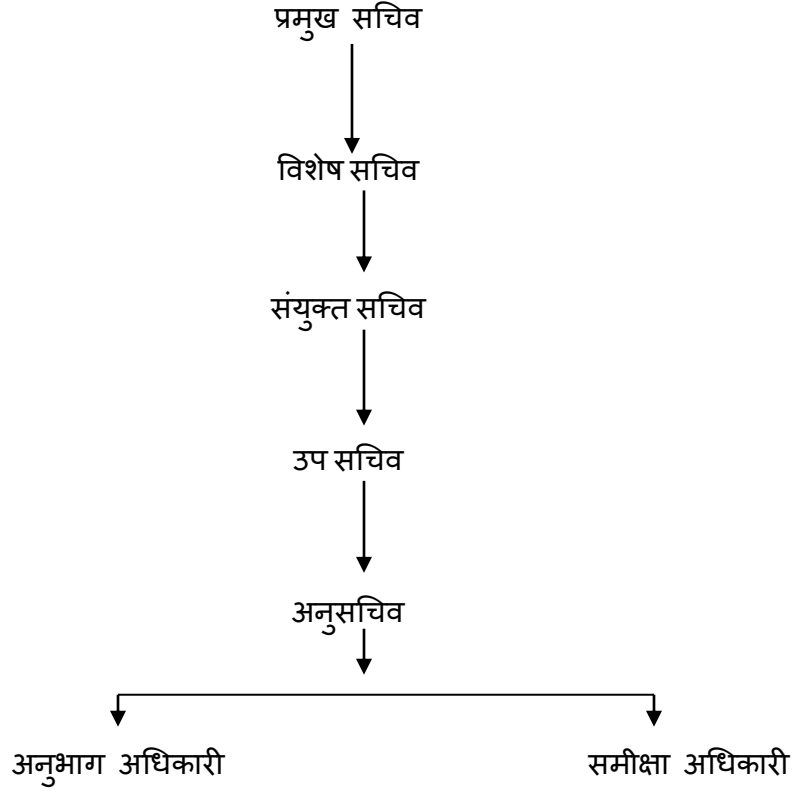 प्रमुख सचिव
विशेष सचिव
संयुक्त सचिव
उप सचिव
अनुसचिव
अनुभाग अधिकारी
समीक्षा अधिकारी